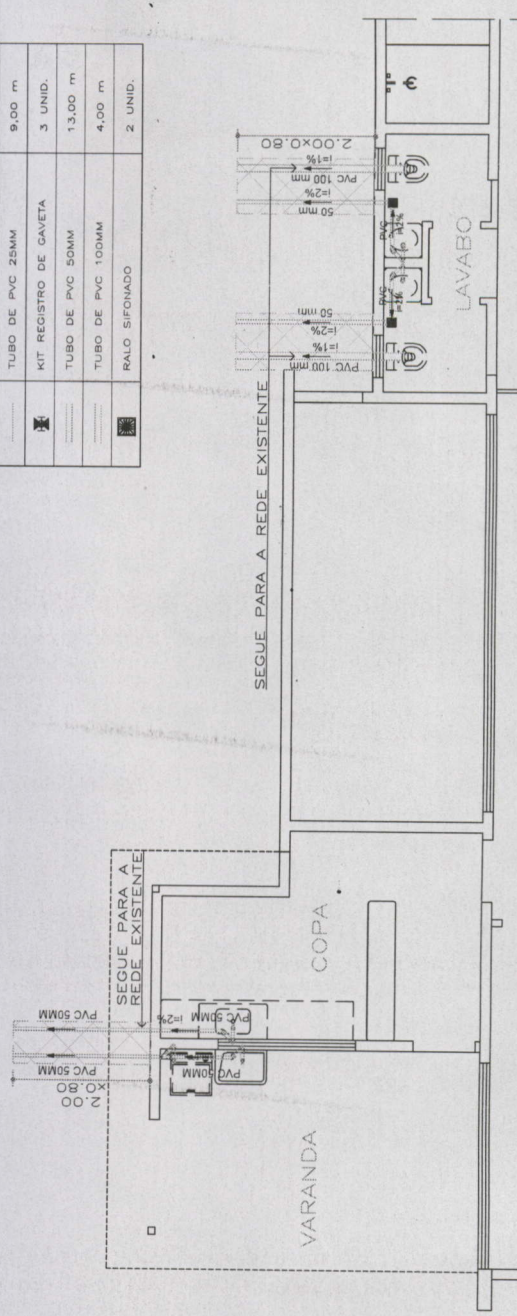 TUBO DE PVC 25MM 9,00 m
KIT REGISTRO DE GAVETA 3 UNID.
TUBO DE PVC 50MM 13,00 m
TUBO DE PVC 100MM 4,00 m
RALO SIFONADO 2 UNID.
SEGUE PARA A
REDE EXISTENTE
PVC 50MM
PVC 50MM
2.00
x0.80
i=2%
PVC 50MM
PVC 50MM
VARANDA
COPA
SEGUE PARA A REDE EXISTENTE
PVC 100 mm
i=1%
50 mm
i=2%
50 mm
i=2%
PVC 100 mm
i=1%
2.00x0.80
PVC
PVC
LAVABO